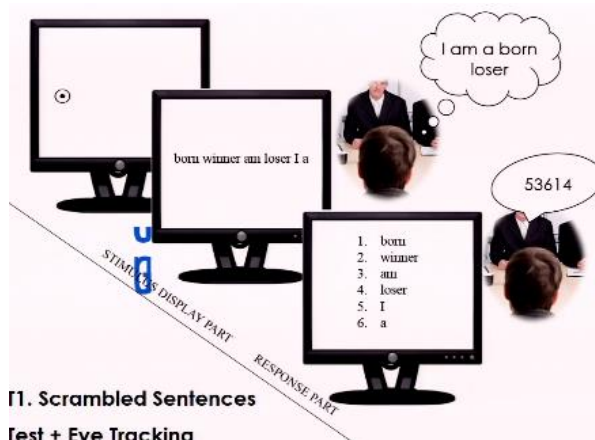 I am a born
loser
born winner am loser I a
53614
1. born
2. winner
3. am
4. loser
5. I
6. a
STIMULUS DISPLAY PART
RESPONSE PART
T1. Scrambled Sentences
Test + Eye Tracking